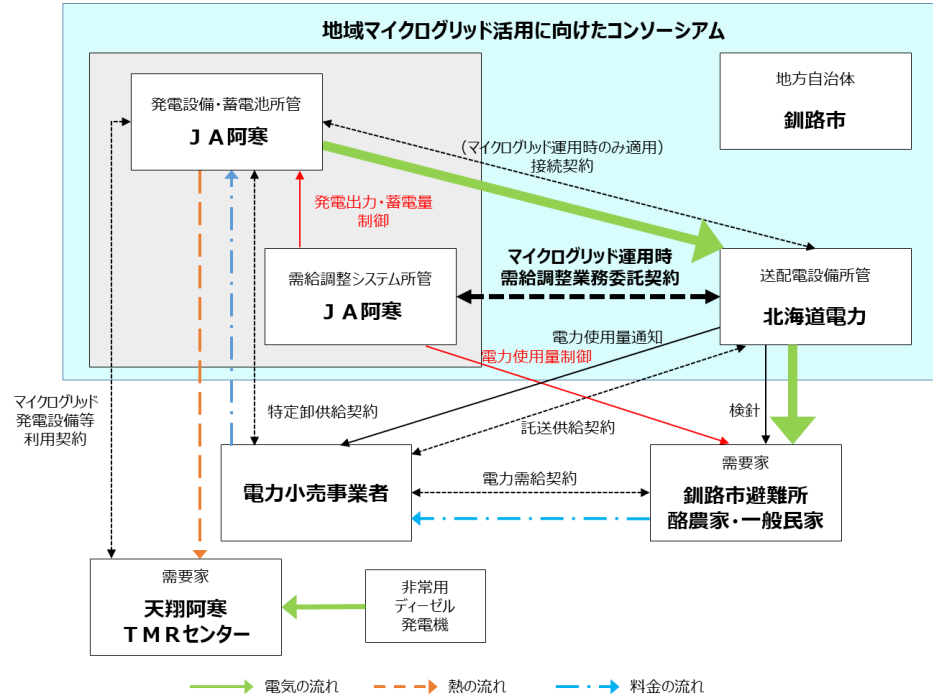 地域マイクログリッド活用に向けたコンソーシアム
発電設備・蓄電池所管
ＪＡ阿寒
地方自治体
釧路市
(マイクログリッド運用時のみ適用)
接続契約
発電出力・蓄電量
制御
マイクログリッド運用時
需給調整業務委託契約
需給調整システム所管
ＪＡ阿寒
送配電設備所管
北海道電力
電力使用量通知
電力使用量制御
マイクログリッド
発電設備等
利用契約
特定卸供給契約
託送供給契約
検針
電力小売事業者
電力需給契約
需要家
釧路市避難所
酪農家・一般民家
需要家
天翔阿寒
ＴＭＲセンター
非常用
ディーゼル
発電機
電気の流れ
熱の流れ
料金の流れ